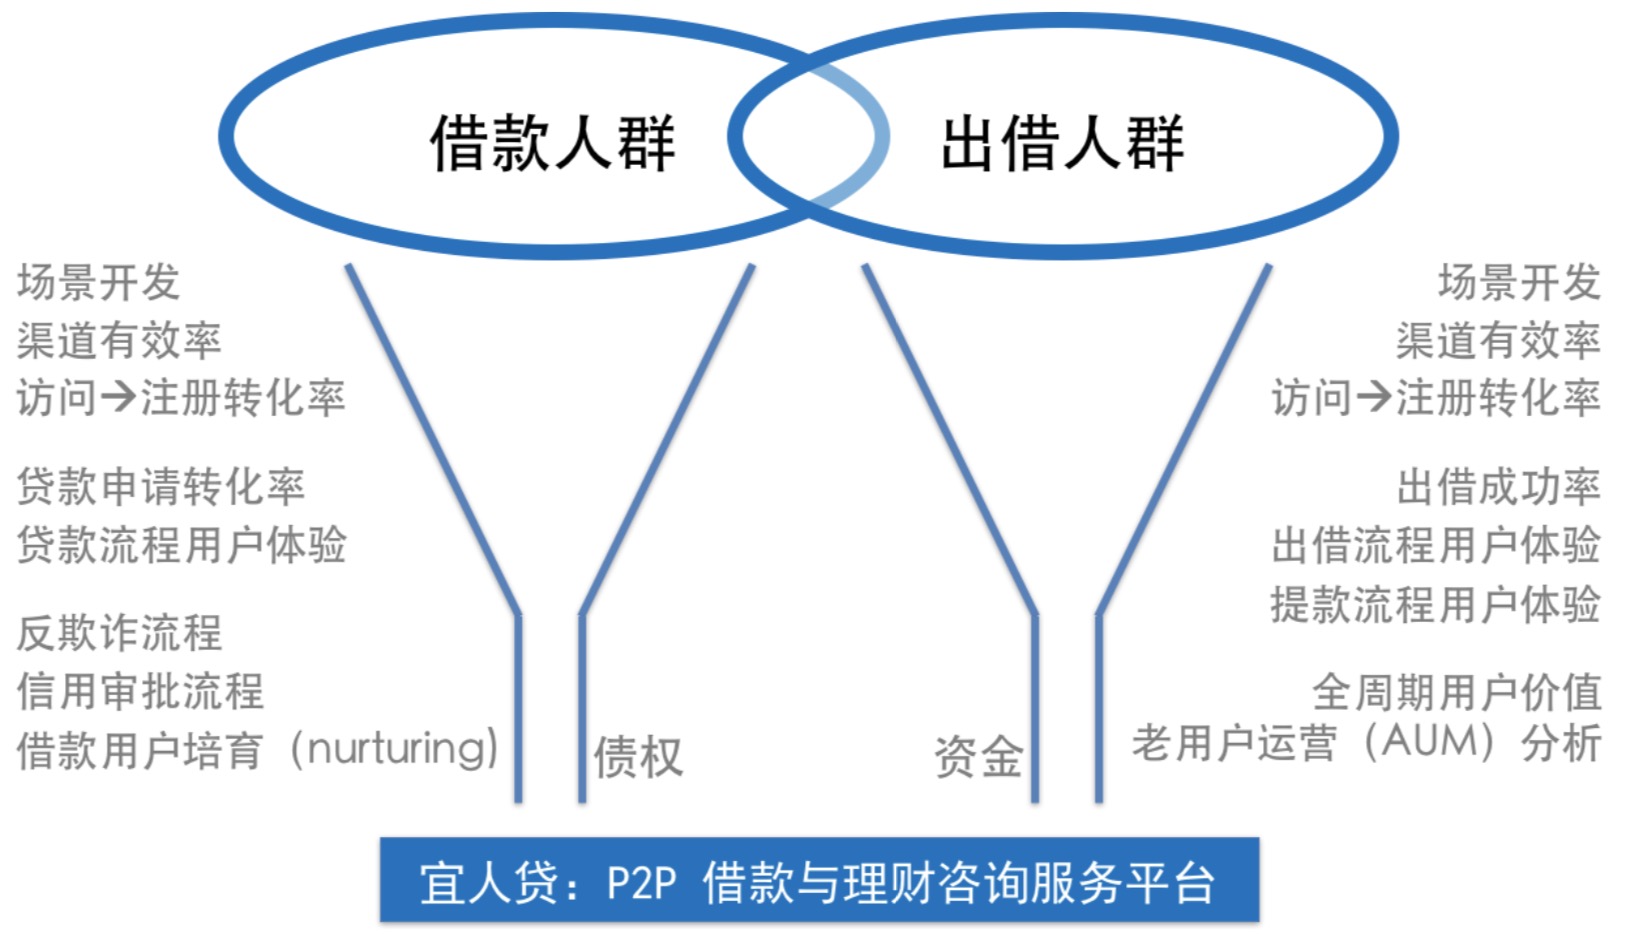 借款人群
出借人群
场景开发
渠道有效率
访问→注册转化率
贷款申请转化率
贷款流程用户体验
反欺诈流程
信用审批流程
借款用户培育（nurturing)
债权
场景开发
渠道有效率
访问→注册转化率
出借成功率
出借流程用户体验
提款流程用户体验
全周期用户价值
老用户运营（AUM）分析
资金
宜人贷：P2P 借款与理财咨询服务平台